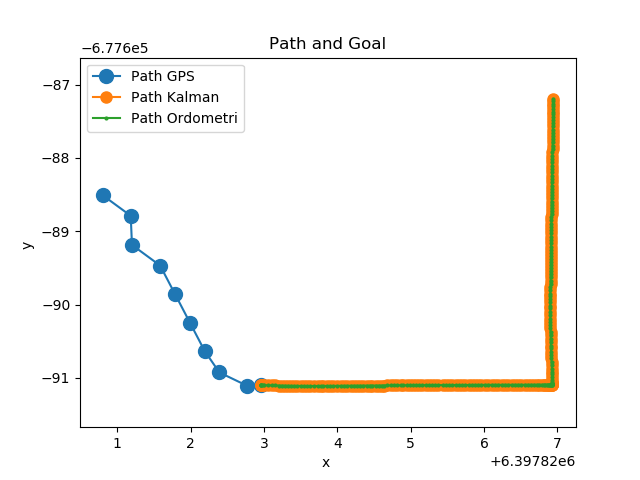 Path and Goal
−6.776e5
Path GPS
Path Kalman
Path Ordometri
−87
−88
−89
−90
−91
y
1 2 3 4 5 6 7
x
+6.39782e6